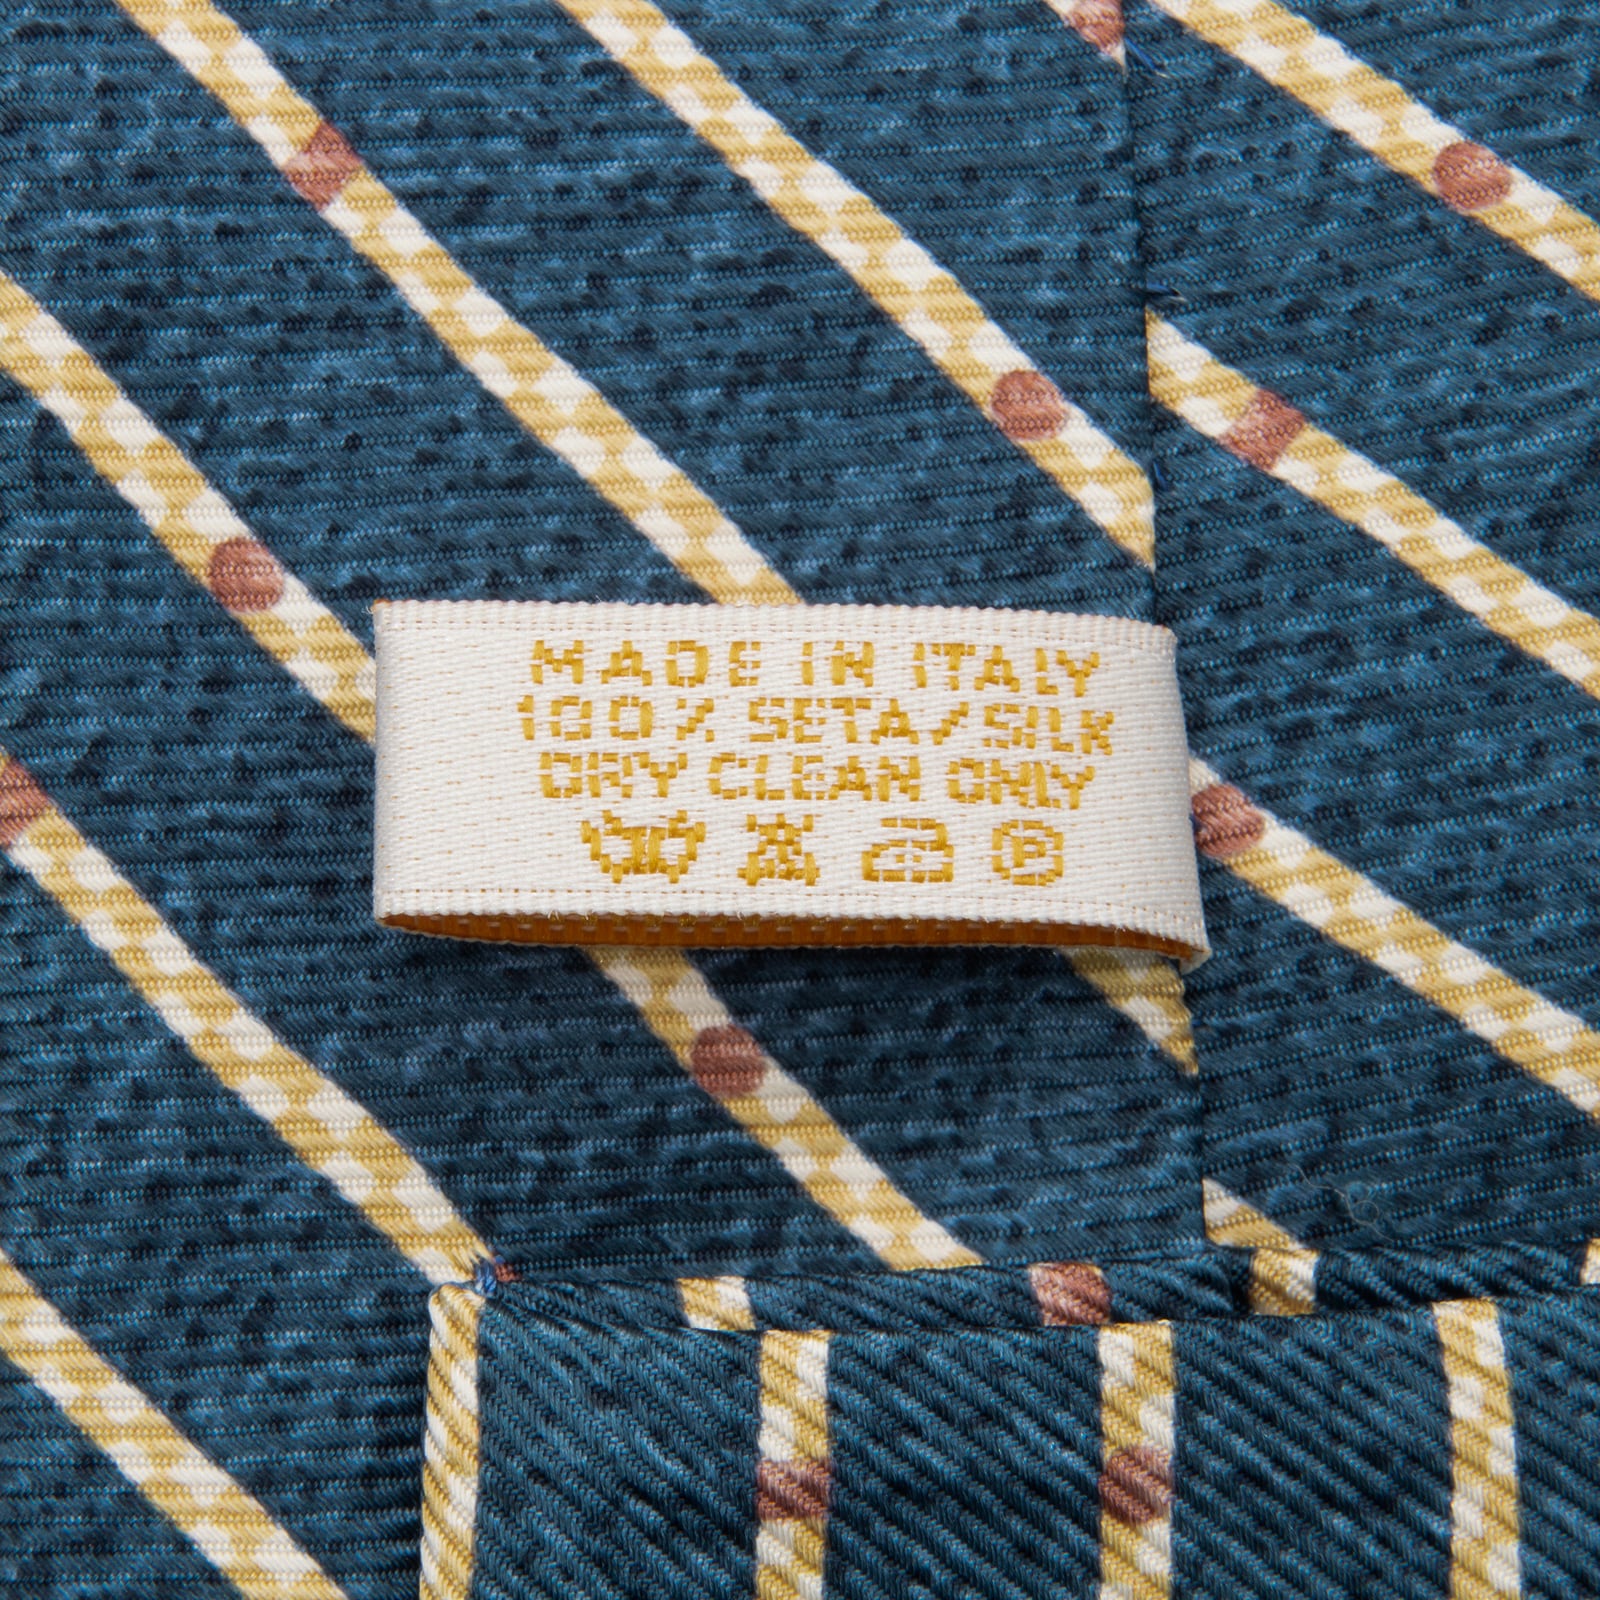 MADE IN ITALY
100% SETA/SILK
DRY CLEAN ONLY
P